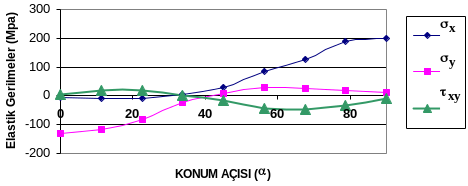 300
200
100
0
-100
-200
Elastik Gerilmeler (Mpa)
0 20 40 60 80
KONUM AÇISI (α)
σx
σy
τxy